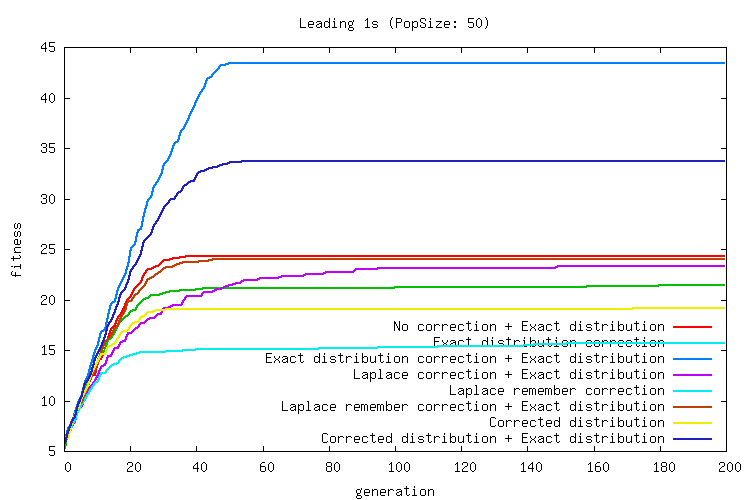 Leading 1s (PopSize: 50)
45
40
35
30
25
20
15
10
5
fitness
No correction + Exact distribution
Exact distribution correction
Exact distribution correction + Exact distribution
Laplace correction + Exact distribution
Laplace remember correction
Laplace remember correction + Exact distribution
Corrected distribution
Corrected distribution + Exact distribution
0 20 40 60 80 100 120 140 160 180 200
generation